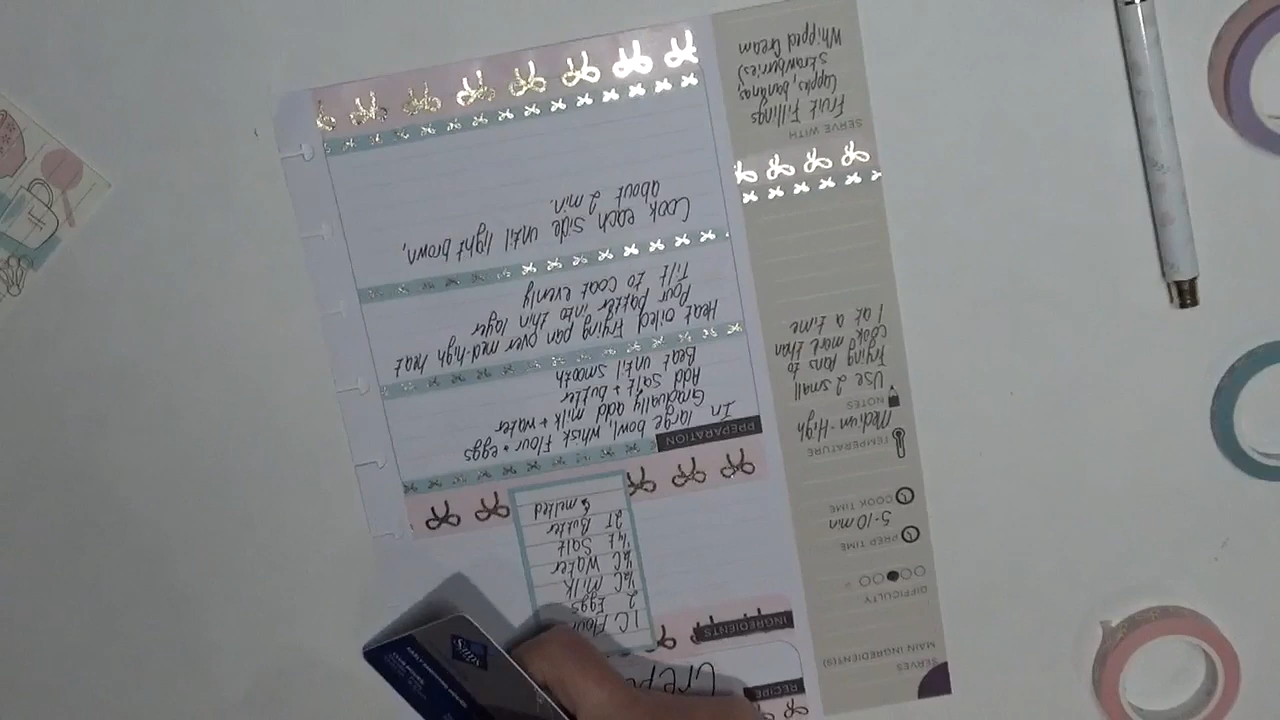 RECIPE
Crep
INGREDIENTS
1 C Flour
2 Eggs
½C Milk
½C Water
¼t Salt
2T Butter
& melted
PREPARATION
In large bowl, whisk Flour + eggs
Gradually add milk + water
Add Salt + butter
Beat until smooth
Heat oiled frying pan over med-high heat
Pour batter into thin layer
Tilt to coat evenly
Cook each side until light brown,
about 2 min.
SERVES
MAIN INGREDIENT(S)
DIFFICULTY
PREP TIME
5-10 min
COOK TIME
TEMPERATURE
Medium-High
NOTES
Use 2 small
frying pans to
cook more than
1 at a time
SERVE WITH
Fruit Fillings
(apples, bananas,
strawberries)
Whipped Cream
Sam's